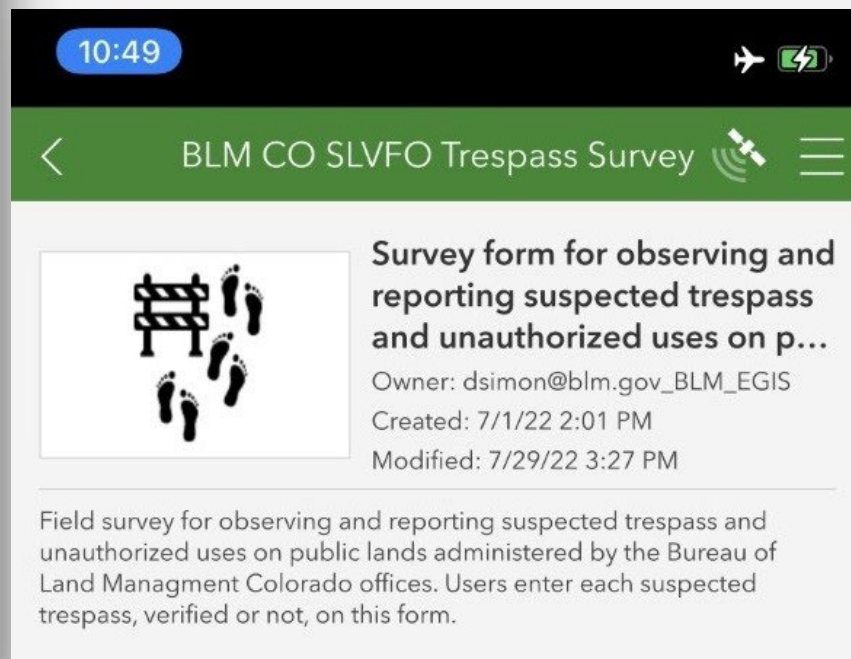 10:49
BLM CO SLVFO Trespass Survey
Survey form for observing and
reporting suspected trespass
and unauthorized uses on p...
Owner: dsimon@blm.gov_BLM_EGIS
Created: 7/1/22 2:01 PM
Modified: 7/29/22 3:27 PM
Field survey for observing and reporting suspected trespass and
unauthorized uses on public lands administered by the Bureau of
Land Managment Colorado offices. Users enter each suspected
trespass, verified or not, on this form.